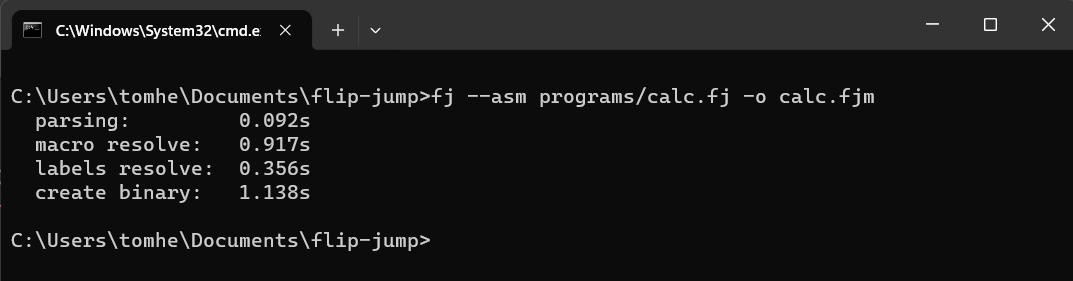 C:\Windows\System32\cmd.e
C:\Users\tomhe\Documents\flip-jump>fj --asm programs/calc.fj -o calc.fjm
parsing: 0.092s
macro resolve: 0.917s
labels resolve: 0.356s
create binary: 1.138s
C:\Users\tomhe\Documents\flip-jump>